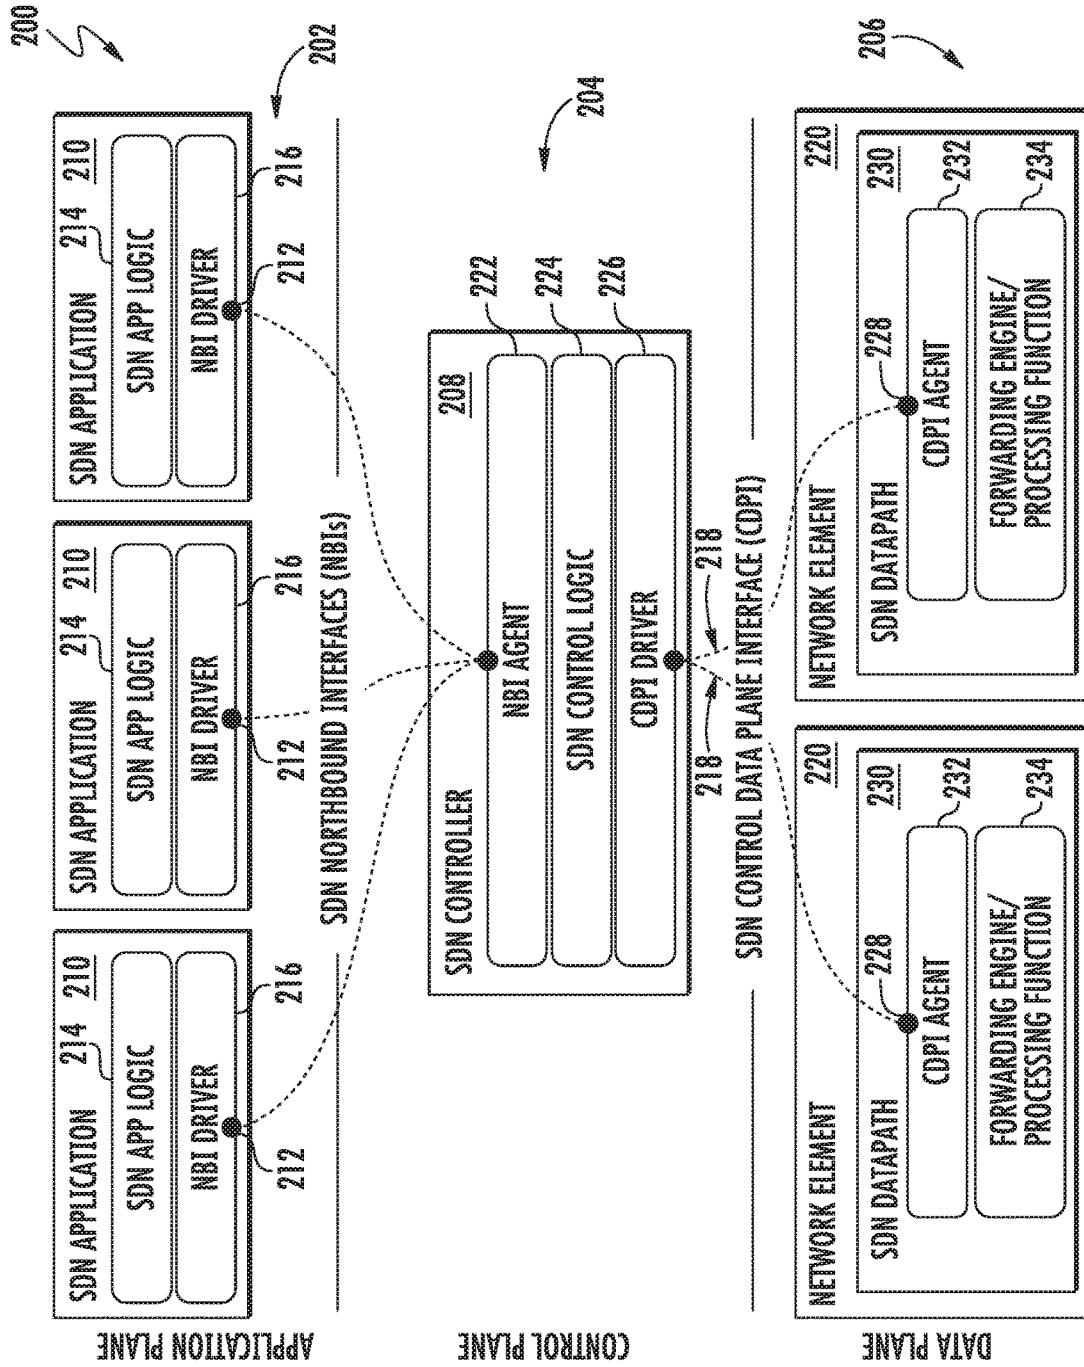 200
APPLICATION PLANE
202
SDN APPLICATION
210
214
SDN APP LOGIC
NBI DRIVER
216
212
SDN APPLICATION
210
214
SDN APP LOGIC
NBI DRIVER
216
212
SDN APPLICATION
210
214
SDN APP LOGIC
NBI DRIVER
216
212
SDN NORTHBOUND INTERFACES (NBIs)
CONTROL PLANE
204
SDN CONTROLLER
208
NBI AGENT
222
SDN CONTROL LOGIC
224
CDPI DRIVER
226
218
218
SDN CONTROL DATA PLANE INTERFACE (CDPI)
DATA PLANE
206
NETWORK ELEMENT
220
SDN DATAPATH
230
228
CDPI AGENT
232
FORWARDING ENGINE/
PROCESSING FUNCTION
234
NETWORK ELEMENT
220
SDN DATAPATH
230
228
CDPI AGENT
232
FORWARDING ENGINE/
PROCESSING FUNCTION
234